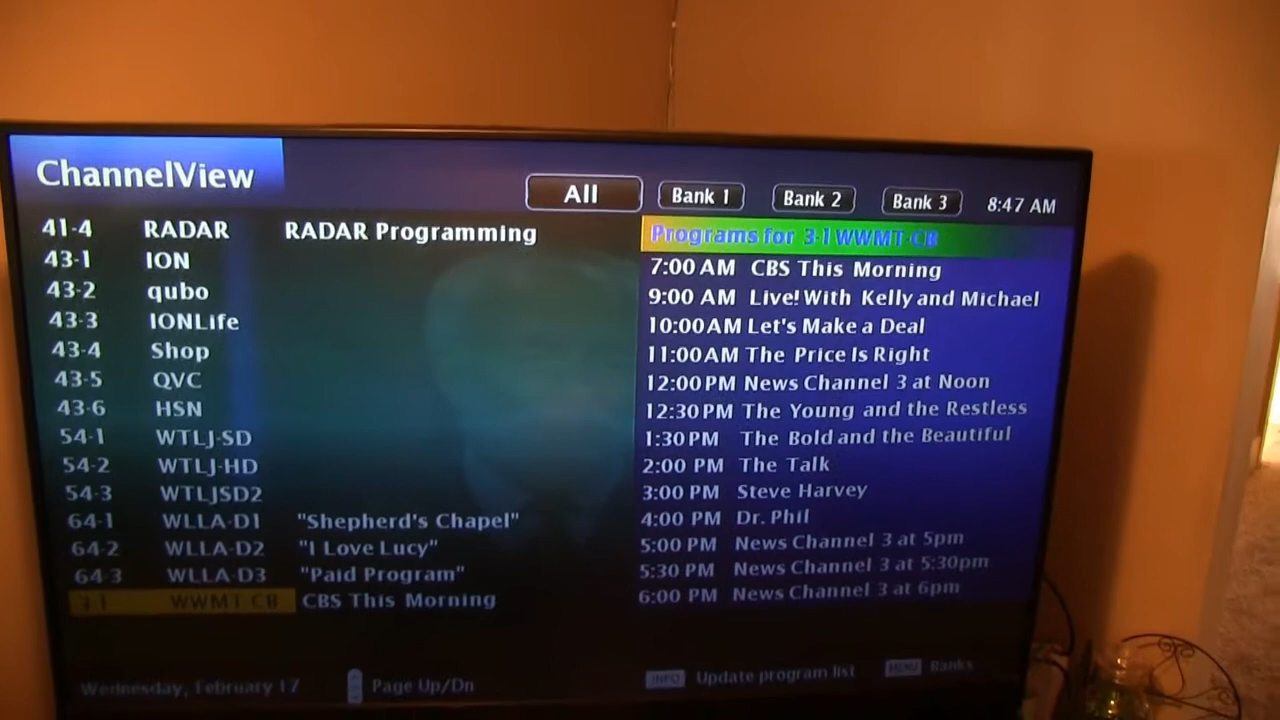 ChannelView
All Bank 1 Bank 2 Bank 3 8:47 AM
41-4 RADAR RADAR Programming
43-1 ION
43-2 qubo
43-3 IONLife
43-4 Shop
43-5 QVC
43-6 HSN
54-1 WTLJ-SD
54-2 WTLJ-HD
54-3 WTLJSD2
64-1 WLLA-D1 "Shepherd's Chapel"
64-2 WLLA-D2 "I Love Lucy"
64-3 WLLA-D3 "Paid Program"
3-1 WWMT-CB CBS This Morning
Programs for 3-1 WWMT-CB
7:00 AM CBS This Morning
9:00 AM Live! With Kelly and Michael
10:00 AM Let's Make a Deal
11:00 AM The Price Is Right
12:00 PM News Channel 3 at Noon
12:30 PM The Young and the Restless
1:30 PM The Bold and the Beautiful
2:00 PM The Talk
3:00 PM Steve Harvey
4:00 PM Dr. Phil
5:00 PM News Channel 3 at 5pm
5:30 PM News Channel 3 at 5:30pm
6:00 PM News Channel 3 at 6pm
Wednesday, February 17 Page Up/Dn INFO Update program list MENU Banks